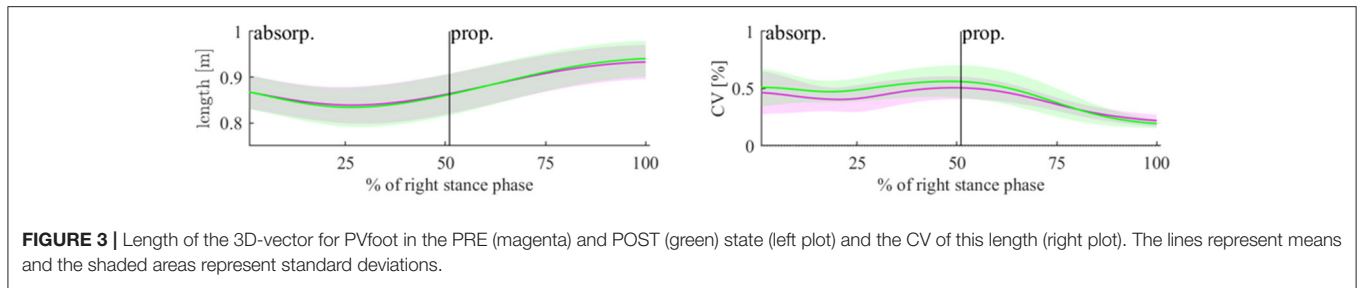 1
absorp.
prop.
length [m]
0.9
0.8
25
50
75
100
% of right stance phase
1
absorp.
prop.
CV [%]
0.5
0
25
50
75
100
% of right stance phase
FIGURE 3 | Length of the 3D-vector for PVfoot in the PRE (magenta) and POST (green) state (left plot) and the CV of this length (right plot). The lines represent means
and the shaded areas represent standard deviations.